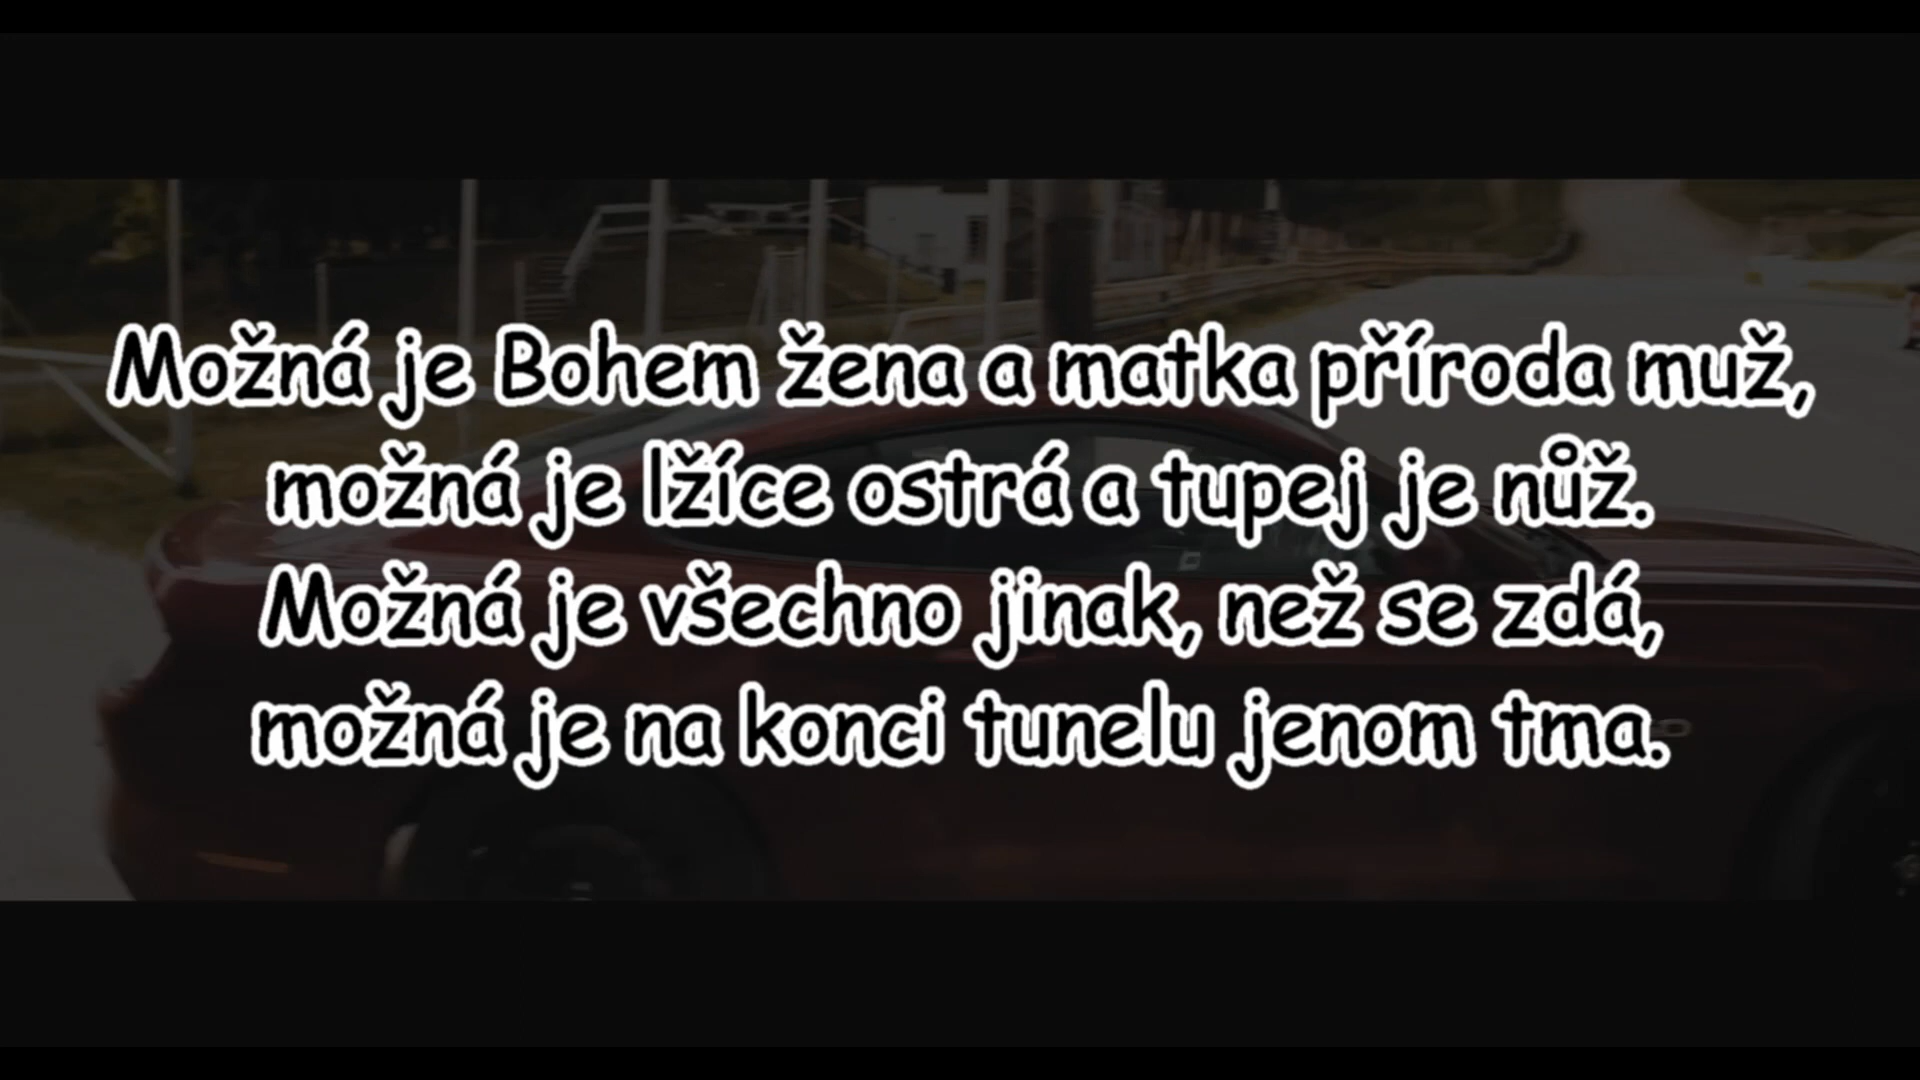 Možná je Bohem žena a matka příroda muž,
možná je lžíce ostrá a tupej je nůž.
Možná je všechno jinak, než se zdá,
možná je na konci tunelu jenom tma.